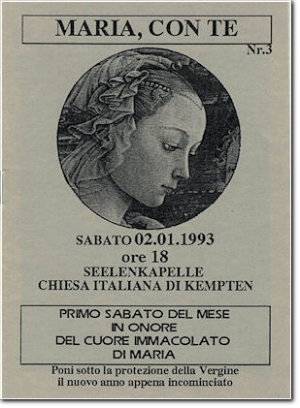 MARIA, CON TE
Nr.3
SABATO 02.01.1993
ore 18
SEELENKAPELLE
CHIESA ITALIANA DI KEMPTEN
PRIMO SABATO DEL MESE
IN ONORE
DEL CUORE IMMACOLATO
DI MARIA
Poni sotto la protezione della Vergine
il nuovo anno appena incominciato